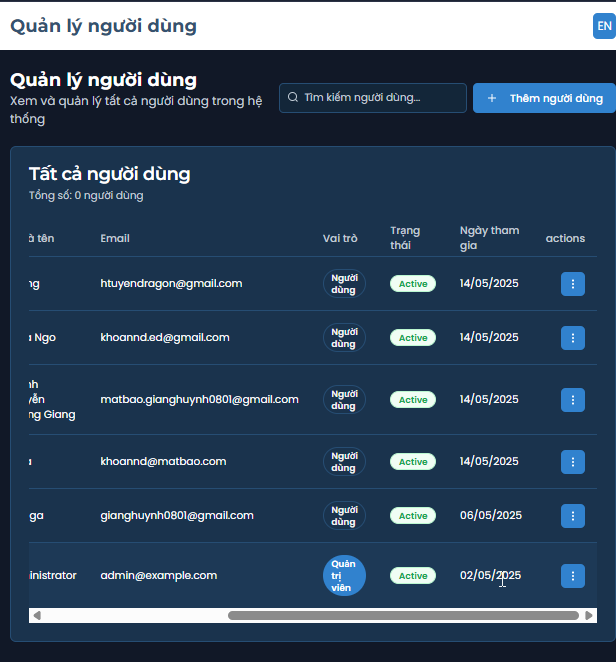 Quản lý người dùng
EN
Quản lý người dùng
Xem và quản lý tất cả người dùng trong hệ
thống
Tìm kiếm người dùng...
+ Thêm người dùng
Tất cả người dùng
Tổng số: 0 người dùng
à tên Email Vai trò Trạng thái Ngày tham gia actions
ng htuyendragon@gmail.com Người dùng Active 14/05/2025
Ngo khoannd.ed@gmail.com Người dùng Active 14/05/2025
nh
yễn matbao.gianghuynh0801@gmail.com Người dùng Active 14/05/2025
ng Giang
khoannd@matbao.com Người dùng Active 14/05/2025
ga gianghuynh0801@gmail.com Người dùng Active 06/05/2025
inistrator admin@example.com Quản trị viên Active 02/05/2025